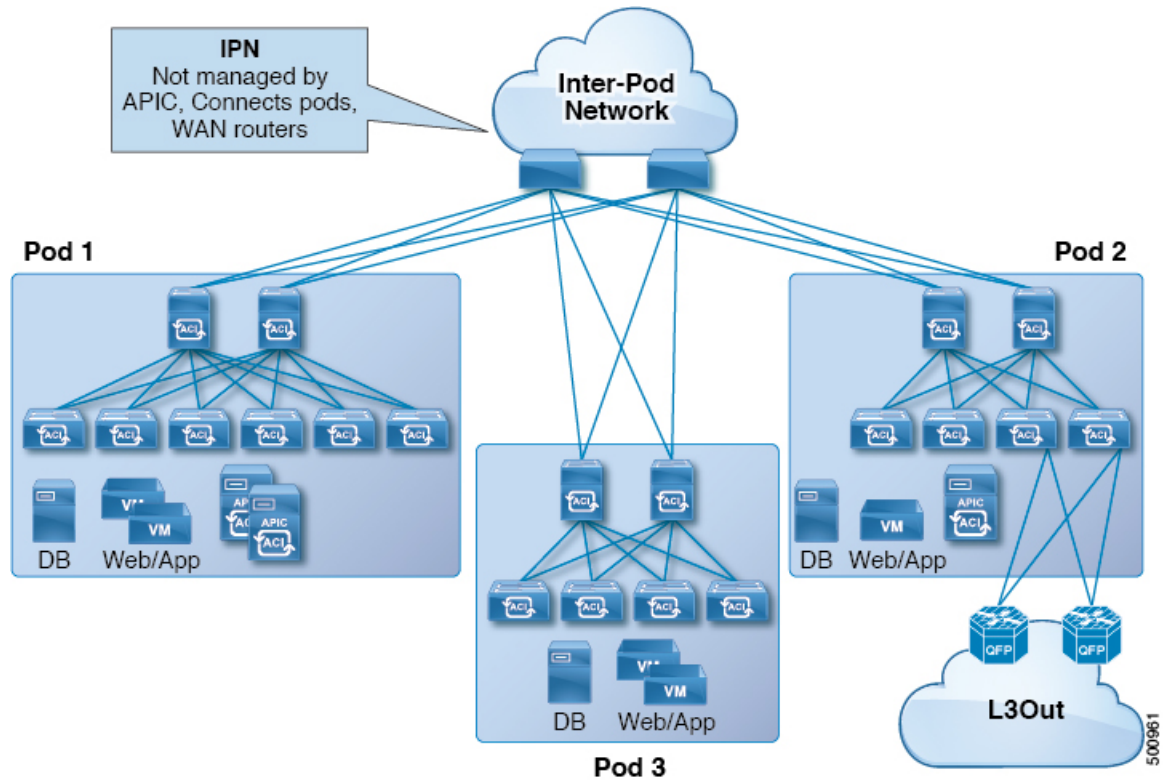 IPN
Not managed by
APIC, Connects pods,
WAN routers
Inter-Pod
Network
Pod 1
Pod 2
ACI
ACI
ACI
ACI
ACI
ACI
ACI
ACI
ACI
ACI
ACI
ACI
ACI
ACI
DB
VM
VM
Web/App
APIC
ACI
APIC
ACI
DB
VM
Web/App
APIC
ACI
ACI
ACI
ACI
ACI
ACI
ACI
DB
VM
VM
Web/App
Pod 3
QFP
QFP
L3Out
500961